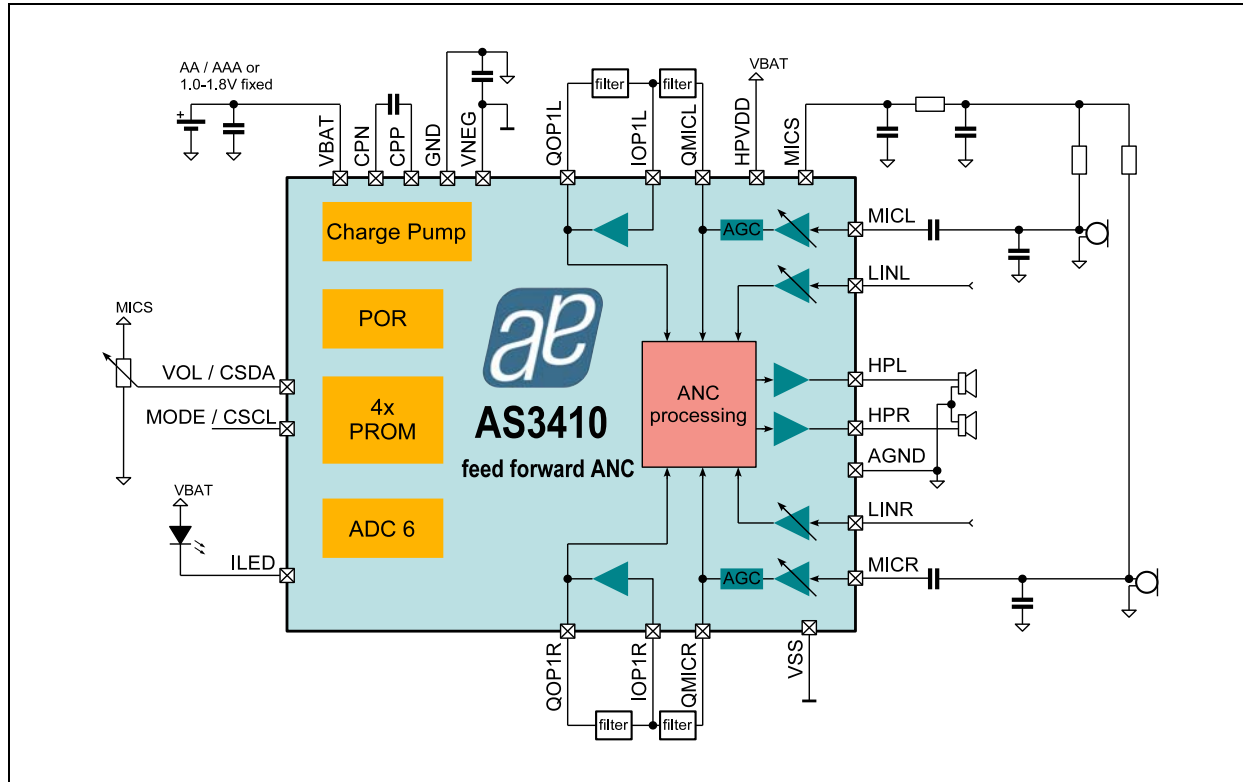 AA / AAA or
1.0-1.8V fixed
VBAT
CPN
CPP
GND
VNEG
QOP1L
filter
IOP1L
filter
QMICL
VBAT
HPVDD
MICS
Charge Pump
POR
4x
PROM
ADC 6
ae
AS3410
feed forward ANC
AGC
ANC
processing
AGC
MICL
LINL
HPL
HPR
AGND
LINR
MICR
MICS
VOL / CSDA
MODE / CSCL
VBAT
ILED
QOP1R
filter
IOP1R
filter
QMICR
VSS